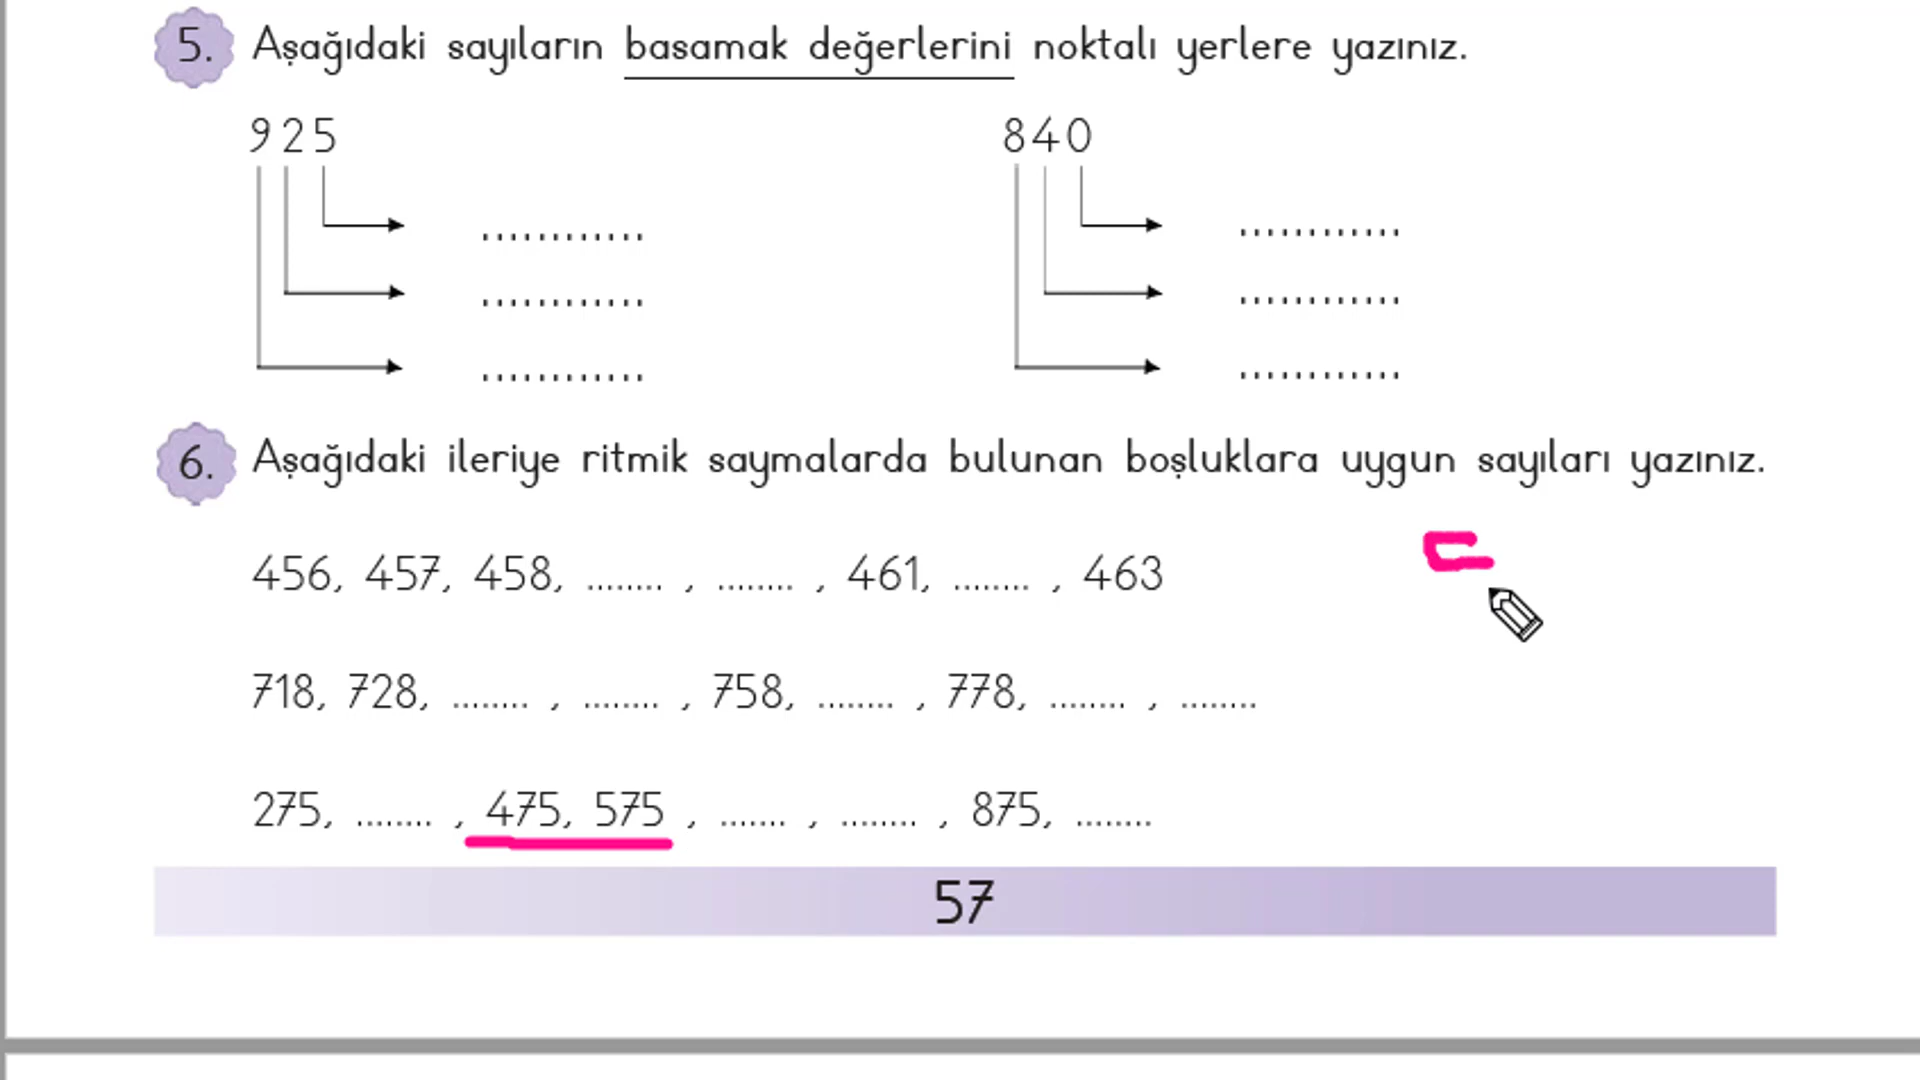 5. Aşağıdaki sayıların basamak değerlerini noktalı yerlere yazınız.
925 840
............ ............
............ ............
............ ............
6. Aşağıdaki ileriye ritmik saymalarda bulunan boşluklara uygun sayıları yazınız.
456, 457, 458, ........ , ........ , 461, ........ , 463
718, 728, ........ , ........ , 758, ........ , 778, ........ , ........
275, ........ , 475, 575 , ....... , ........ , 875, ........
57